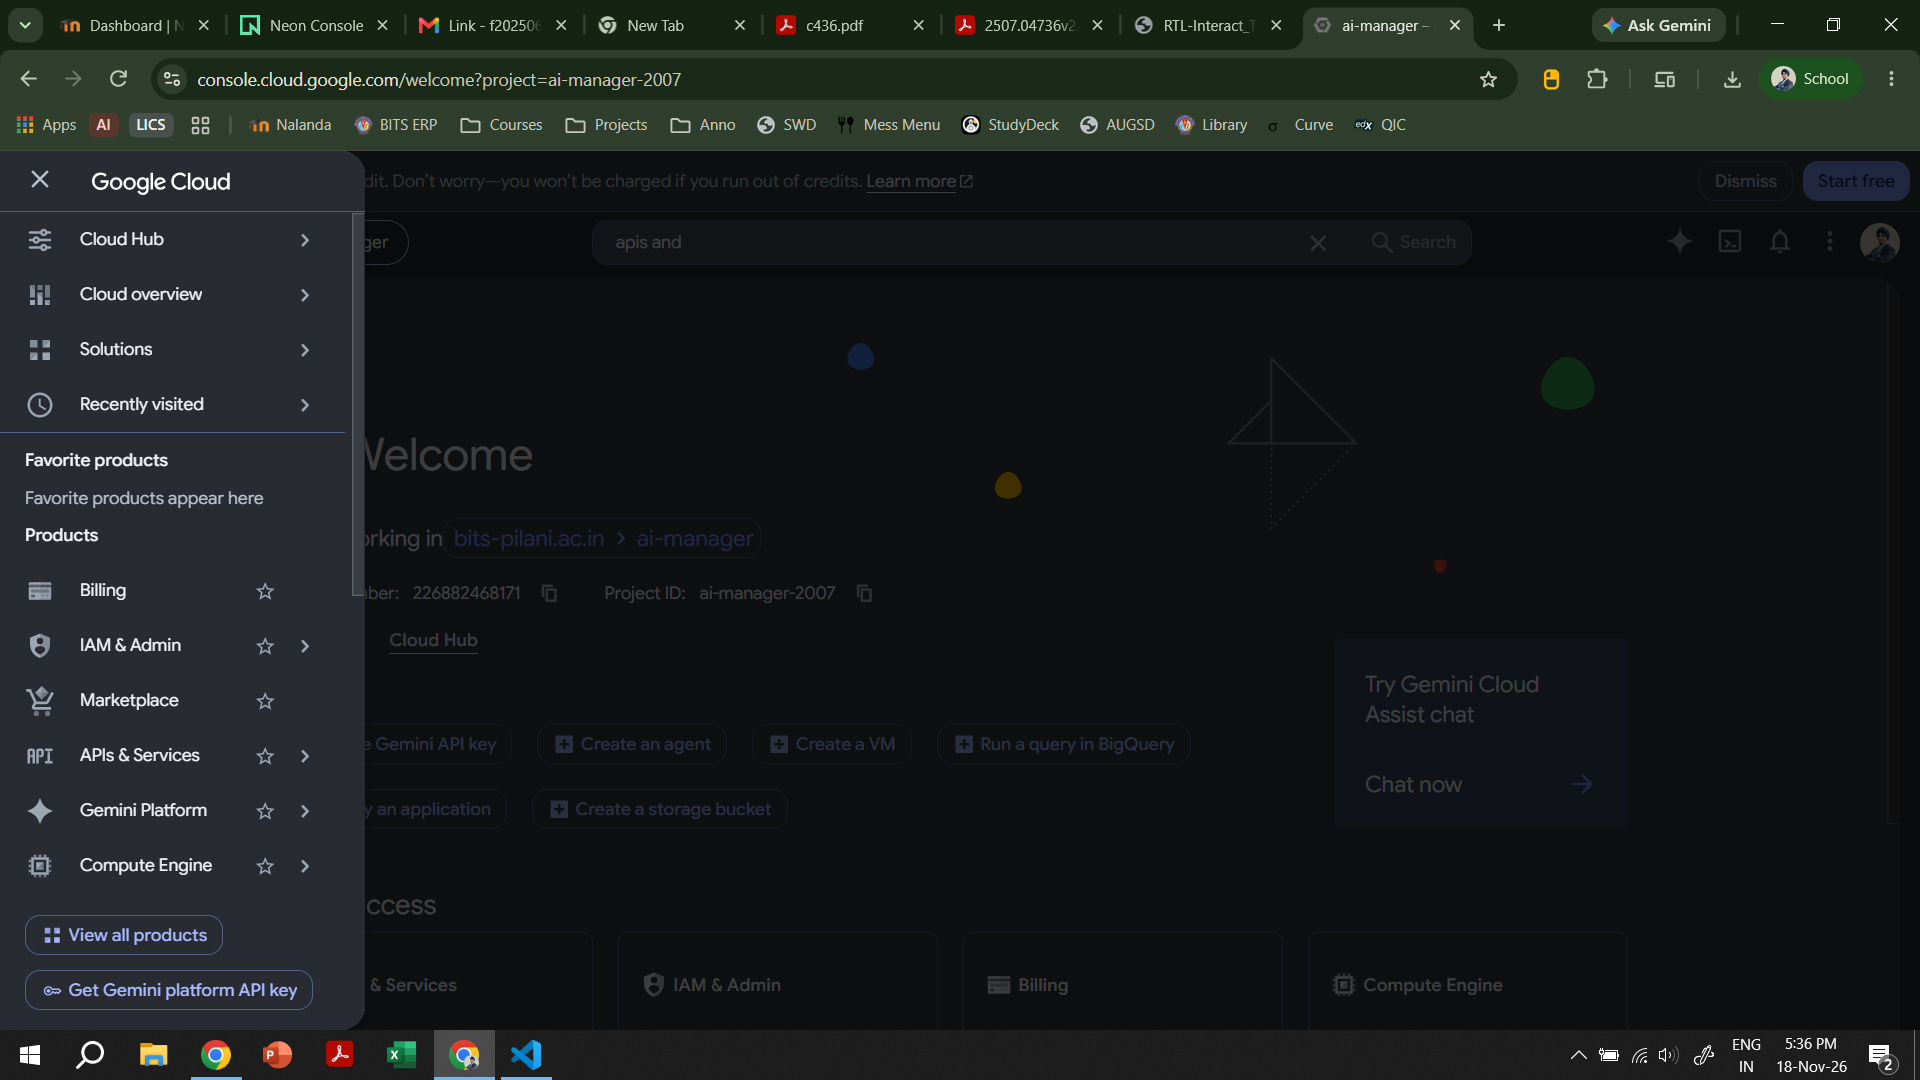 Dashboard | N
Neon Console
Link - f202506
New Tab
c436.pdf
2507.04736v2
RTL-Interact_T
ai-manager –
Ask Gemini
console.cloud.google.com/welcome?project=ai-manager-2007
School
Apps
AI
LICS
Nalanda
BITS ERP
Courses
Projects
Anno
SWD
Mess Menu
StudyDeck
AUGSD
Library
σ Curve
edX QIC
Google Cloud
dit. Don't worry—you won't be charged if you run out of credits. Learn more
Dismiss
Start free
ger
apis and
Search
Cloud Hub
Cloud overview
Solutions
Recently visited
Favorite products
Favorite products appear here
Products
Billing
IAM & Admin
Marketplace
API APIs & Services
Gemini Platform
Compute Engine
View all products
Get Gemini platform API key
Welcome
orking in bits-pilani.ac.in > ai-manager
ber: 226882468171
Project ID: ai-manager-2007
Cloud Hub
e Gemini API key
Create an agent
Create a VM
Run a query in BigQuery
y an application
Create a storage bucket
Try Gemini Cloud
Assist chat
Chat now
ccess
& Services
IAM & Admin
Billing
Compute Engine
ENG
IN
5:36 PM
18-Nov-26
2